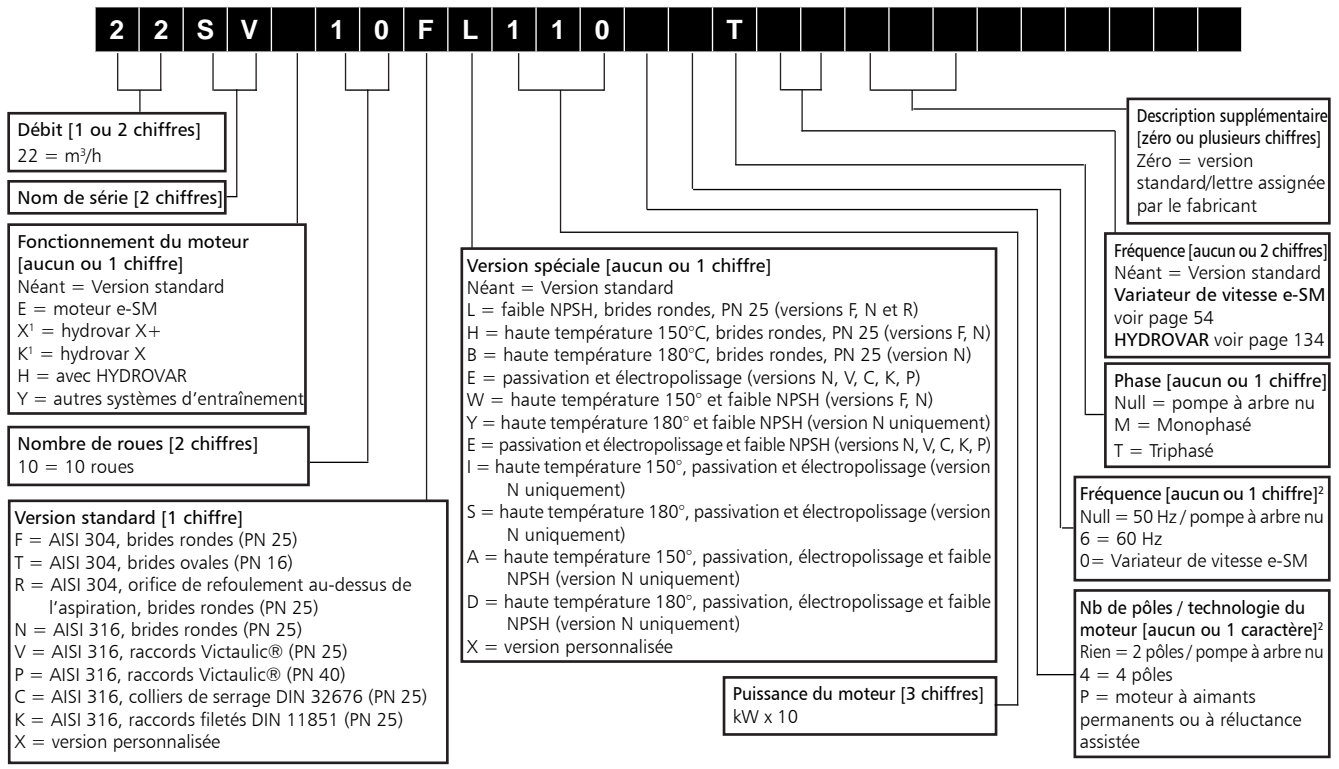 22SV 10FL110 T
Débit [1 ou 2 chiffres]
22 = m³/h
Nom de série [2 chiffres]
Fonctionnement du moteur
[aucun ou 1 chiffre]
Néant = Version standard
E = moteur e-SM
X¹ = hydrovar X+
K¹ = hydrovar X
H = avec HYDROVAR
Y = autres systèmes d'entraînement
Nombre de roues [2 chiffres]
10 = 10 roues
Version standard [1 chiffre]
F = AISI 304, brides rondes (PN 25)
T = AISI 304, brides ovales (PN 16)
R = AISI 304, orifice de refoulement au-dessus de
l'aspiration, brides rondes (PN 25)
N = AISI 316, brides rondes (PN 25)
V = AISI 316, raccords Victaulic® (PN 25)
P = AISI 316, raccords Victaulic® (PN 40)
C = AISI 316, colliers de serrage DIN 32676 (PN 25)
K = AISI 316, raccords filetés DIN 11851 (PN 25)
X = version personnalisée
Version spéciale [aucun ou 1 chiffre]
Néant = Version standard
L = faible NPSH, brides rondes, PN 25 (versions F, N et R)
H = haute température 150°C, brides rondes, PN 25 (versions F, N)
B = haute température 180°C, brides rondes, PN 25 (version N)
E = passivation et électropolissage (versions N, V, C, K, P)
W = haute température 150° et faible NPSH (versions F, N)
Y = haute température 180° et faible NPSH (version N uniquement)
E = passivation et électropolissage et faible NPSH (versions N, V, C, K, P)
I = haute température 150°, passivation et électropolissage (version
N uniquement)
S = haute température 180°, passivation et électropolissage (version
N uniquement)
A = haute température 150°, passivation, électropolissage et faible
NPSH (version N uniquement)
D = haute température 180°, passivation, électropolissage et faible
NPSH (version N uniquement)
X = version personnalisée
Puissance du moteur [3 chiffres]
kW x 10
Description supplémentaire
[zéro ou plusieurs chiffres]
Zéro = version
standard/lettre assignée
par le fabricant
Fréquence [aucun ou 2 chiffres]
Néant = Version standard
Variateur de vitesse e-SM
voir page 54
HYDROVAR voir page 134
Phase [aucun ou 1 chiffre]
Null = pompe à arbre nu
M = Monophasé
T = Triphasé
Fréquence [aucun ou 1 chiffre]²
Null = 50 Hz / pompe à arbre nu
6 = 60 Hz
0= Variateur de vitesse e-SM
Nb de pôles / technologie du
moteur [aucun ou 1 caractère]²
Rien = 2 pôles / pompe à arbre nu
4 = 4 pôles
P = moteur à aimants
permanents ou à réluctance
assistée